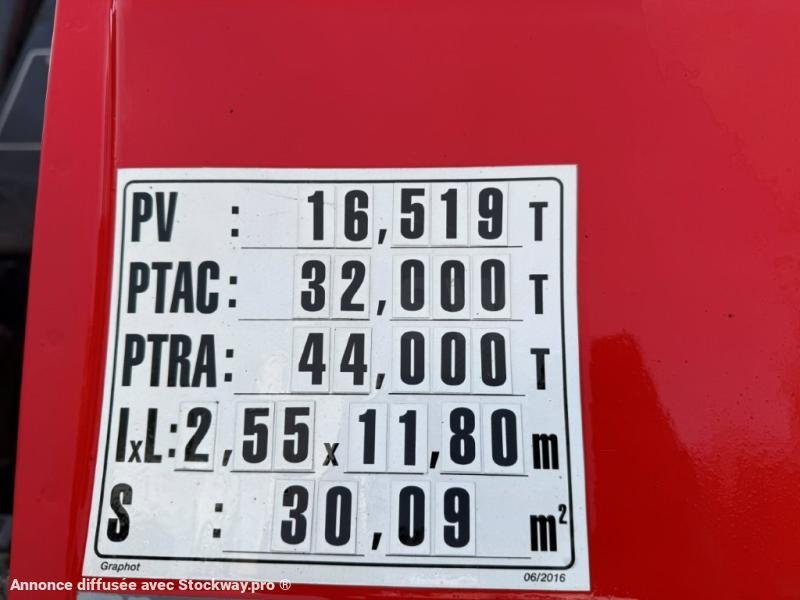 PV : 16,519 T
PTAC: 32,000 T
PTRA: 44,000 T
lxL: 2,55 x 11,80 m
S : 30,09 m²
Graphot 06/2016
Annonce diffusée avec Stockway.pro ®